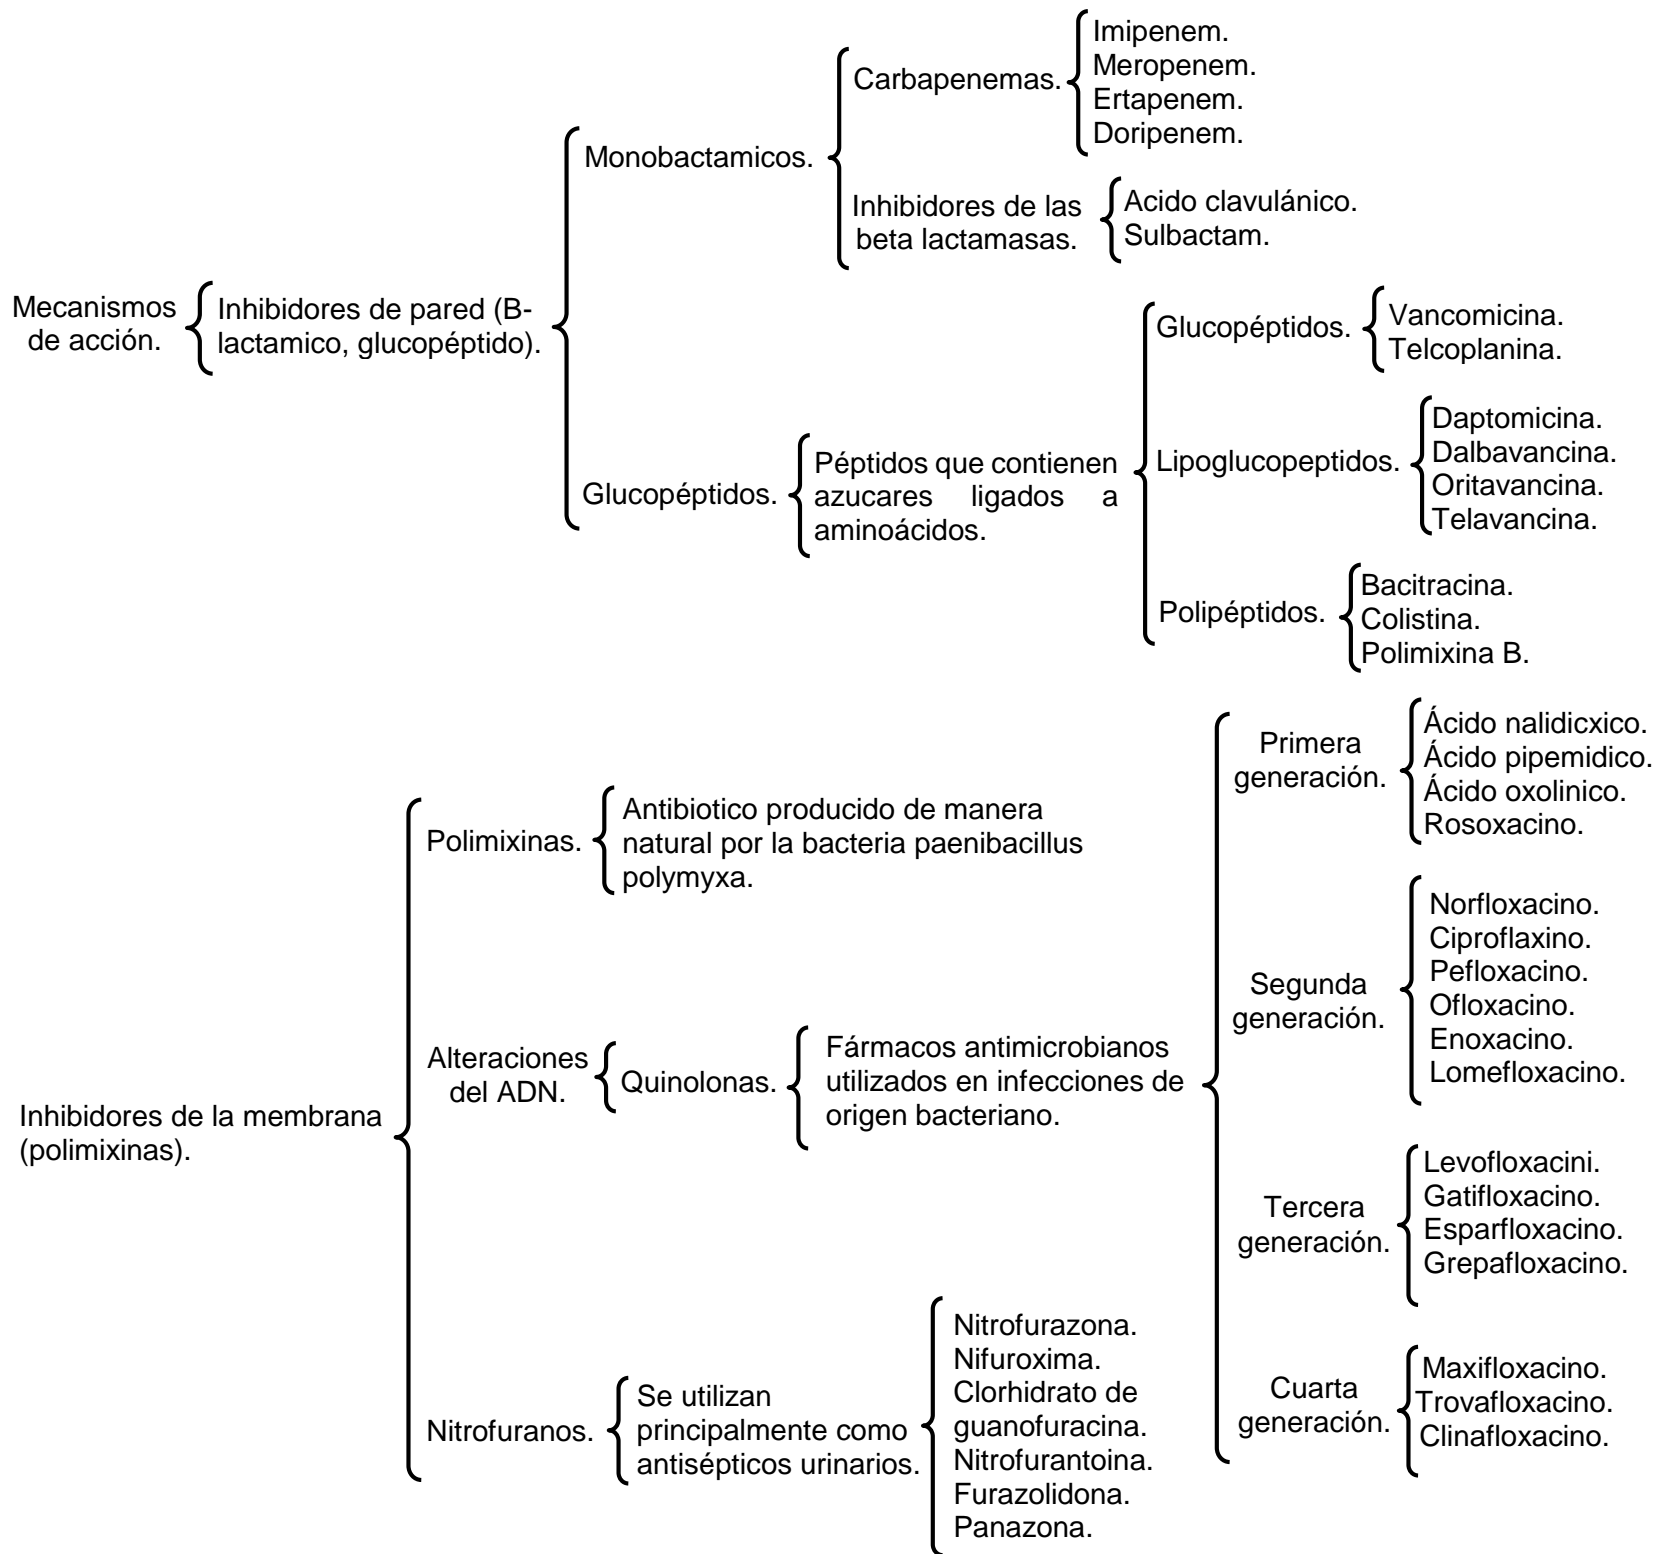 Mecanismos
de acción.
Inhibidores de pared (B-
lactamico, glucopéptido).
Monobactamicos.
Carbapenemas.
Imipenem.
Meropenem.
Ertapenem.
Doripenem.
Inhibidores de las
beta lactamasas.
Acido clavulánico.
Sulbactam.
Glucopéptidos.
Péptidos que contienen
azucares ligados a
aminoácidos.
Glucopéptidos.
Vancomicina.
Telcoplanina.
Lipoglucopeptidos.
Daptomicina.
Dalbavancina.
Oritavancina.
Telavancina.
Polipéptidos.
Bacitracina.
Colistina.
Polimixina B.
Inhibidores de la membrana
(polimixinas).
Polimixinas.
Antibiotico producido de manera
natural por la bacteria paenibacillus
polymyxa.
Alteraciones
del ADN.
Quinolonas.
Fármacos antimicrobianos
utilizados en infecciones de
origen bacteriano.
Primera
generación.
Ácido nalidicxico.
Ácido pipemidico.
Ácido oxolinico.
Rosoxacino.
Segunda
generación.
Norfloxacino.
Ciproflaxino.
Pefloxacino.
Ofloxacino.
Enoxacino.
Lomefloxacino.
Tercera
generación.
Levofloxacini.
Gatifloxacino.
Esparfloxacino.
Grepafloxacino.
Cuarta
generación.
Maxifloxacino.
Trovafloxacino.
Clinafloxacino.
Nitrofuranos.
Se utilizan
principalmente como
antisépticos urinarios.
Nitrofurazona.
Nifuroxima.
Clorhidrato de
guanofuracina.
Nitrofurantoina.
Furazolidona.
Panazona.